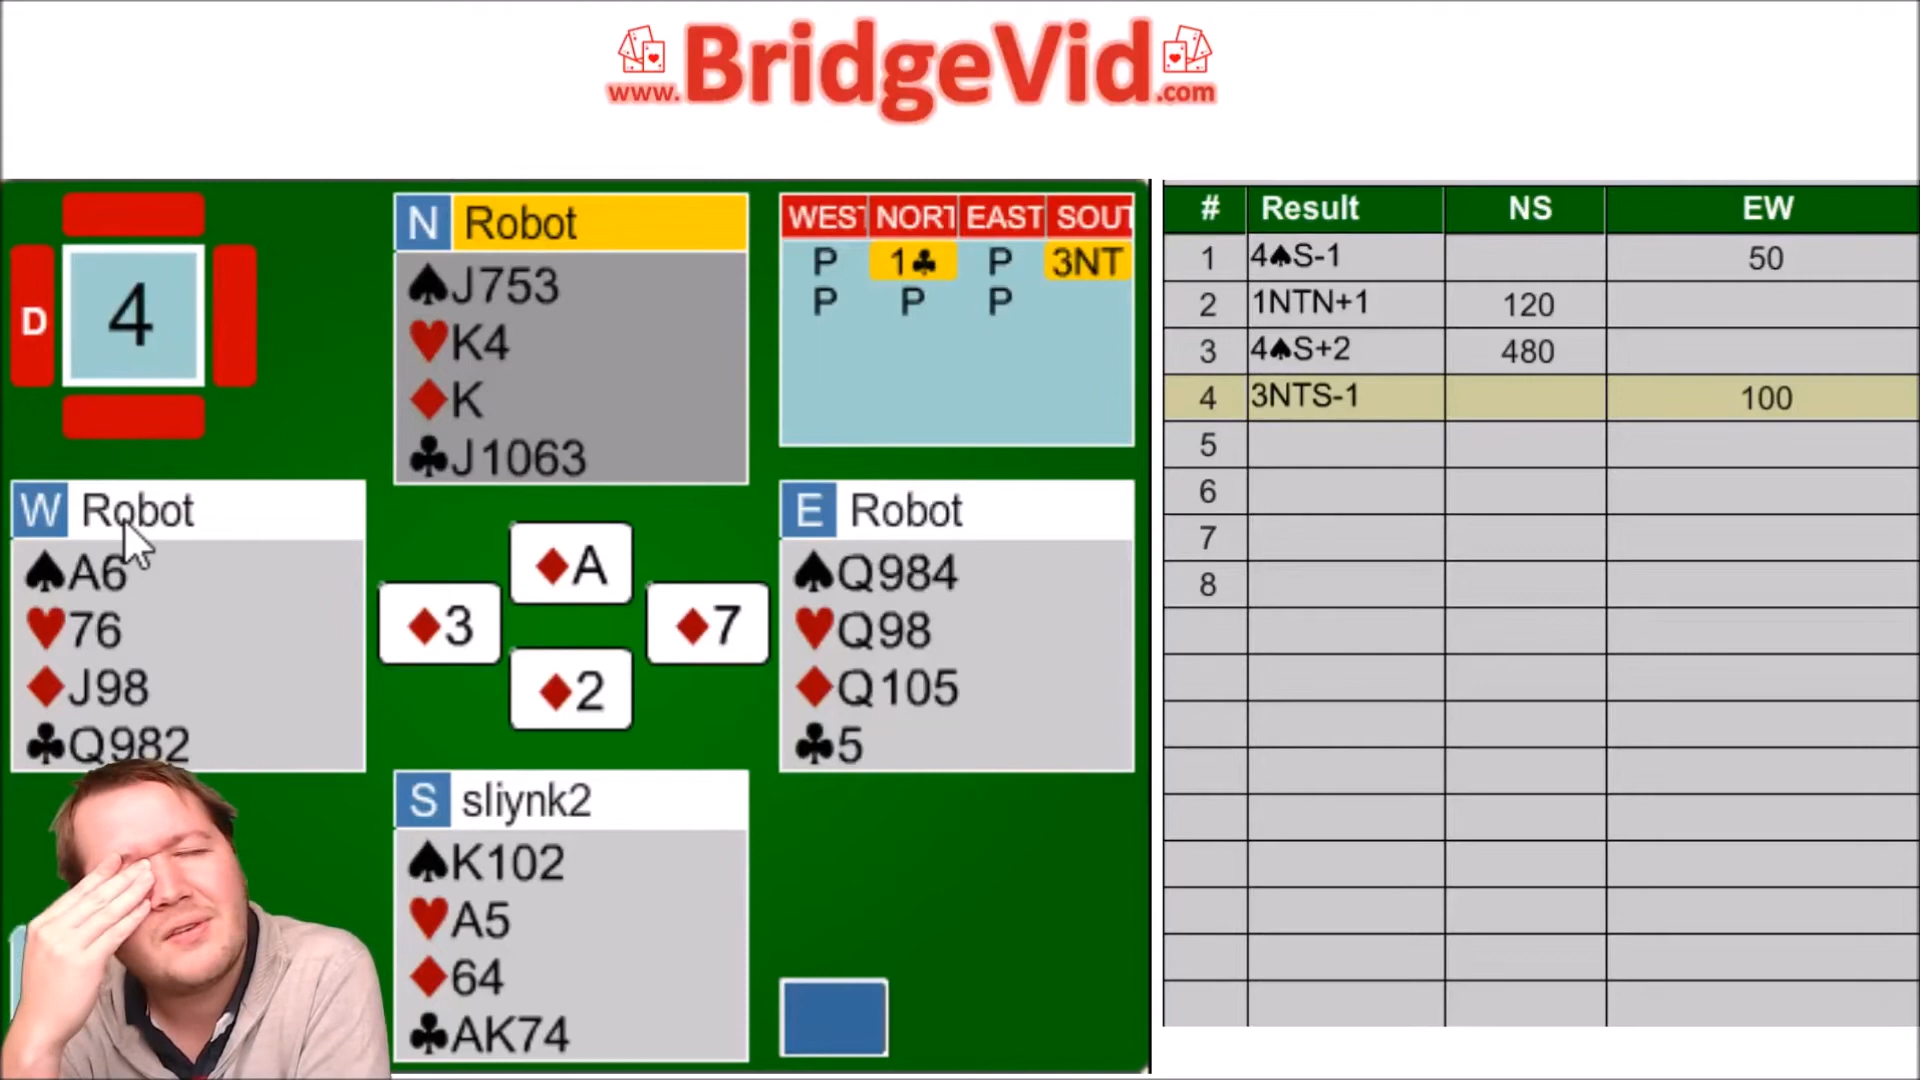 www.BridgeVid.com
D
4
N Robot
♠J753
♥K4
♦K
♣J1063
WEST NORT EAST SOUT
P 1♣ P 3NT
P P P
W Robot
♠A6
♥76
♦J98
♣Q982
♦A
♦3
♦7
♦2
E Robot
♠Q984
♥Q98
♦Q105
♣5
S sliynk2
♠K102
♥A5
♦64
♣AK74
# Result NS EW
1 4♠S-1 50
2 1NTN+1 120
3 4♠S+2 480
4 3NTS-1 100
5
6
7
8